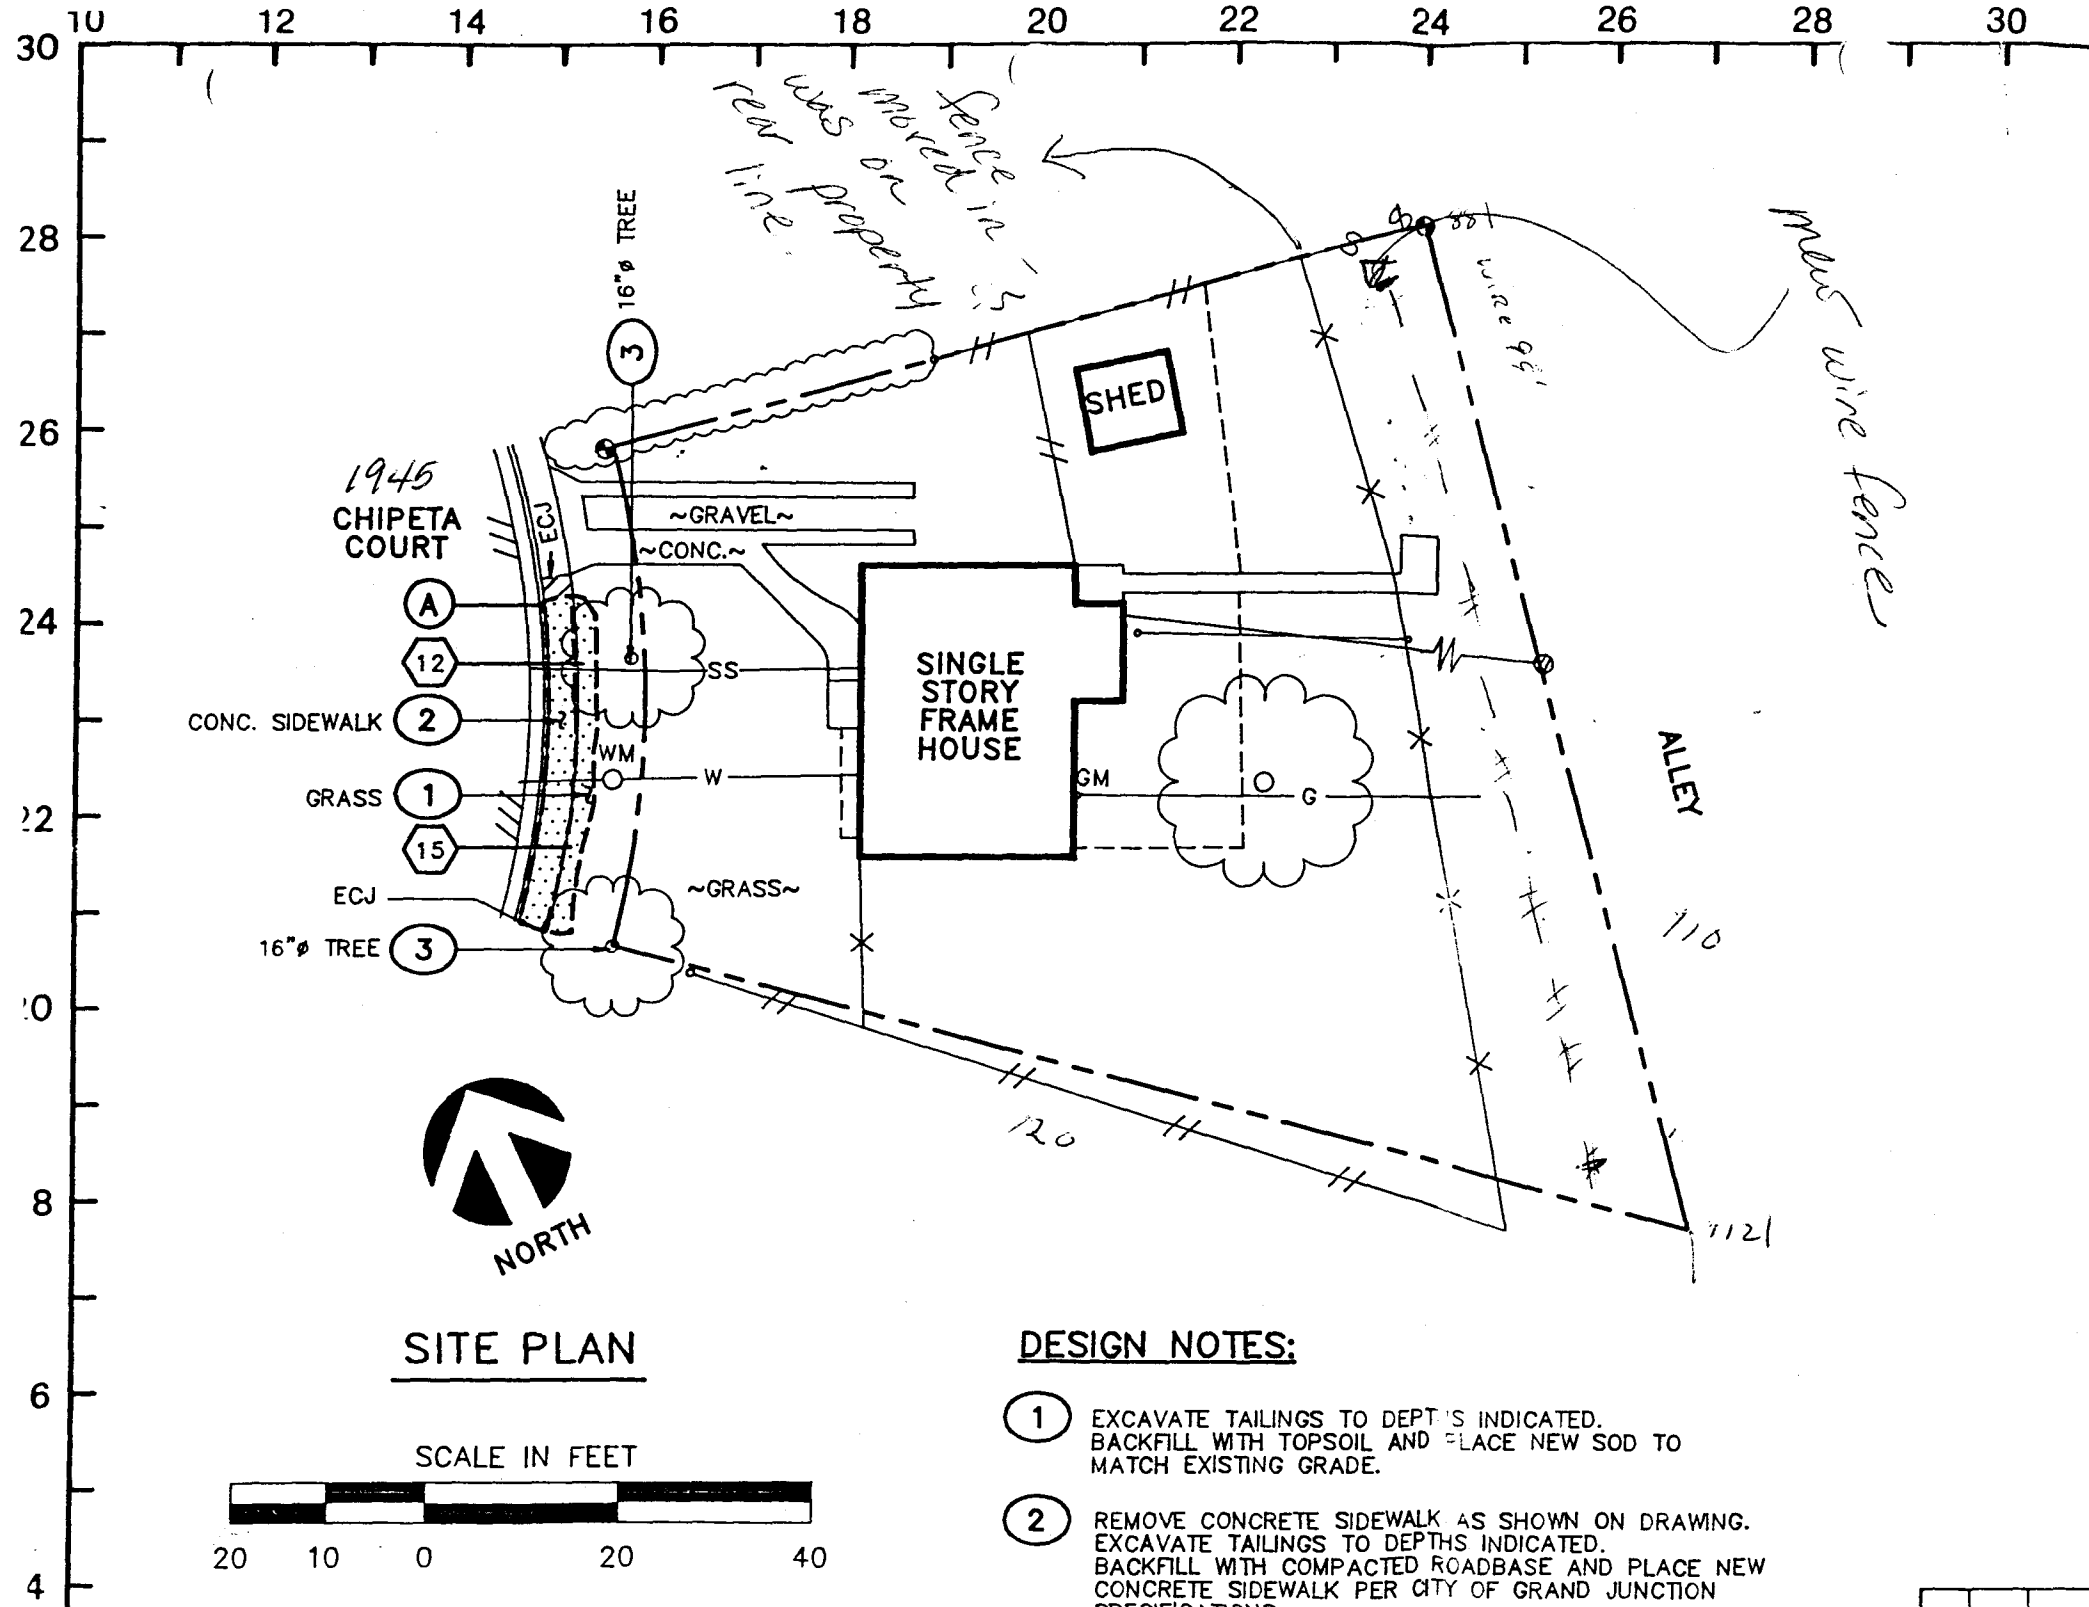 10 12 14 16 18 20 22 24 26 28 30
30
28
26
24
22
20
8
6
4
fence
moved in
was on
rear property
line.
16"ø TREE
3
88
wire 99'
new wire fence
SHED
1945
CHIPETA
COURT
ECJ
~GRAVEL~
~CONC.~
A
12
SS
CONC. SIDEWALK 2
WM
W
GRASS 1
15
ECJ
~GRASS~
16"ø TREE 3
SINGLE
STORY
FRAME
HOUSE
GM
G
ALLEY
110
120
1121
NORTH
SITE PLAN
SCALE IN FEET
20 10 0 20 40
DESIGN NOTES:
1 EXCAVATE TAILINGS TO DEPTHS INDICATED.
BACKFILL WITH TOPSOIL AND PLACE NEW SOD TO
MATCH EXISTING GRADE.
2 REMOVE CONCRETE SIDEWALK AS SHOWN ON DRAWING.
EXCAVATE TAILINGS TO DEPTHS INDICATED.
BACKFILL WITH COMPACTED ROADBASE AND PLACE NEW
CONCRETE SIDEWALK PER CITY OF GRAND JUNCTION